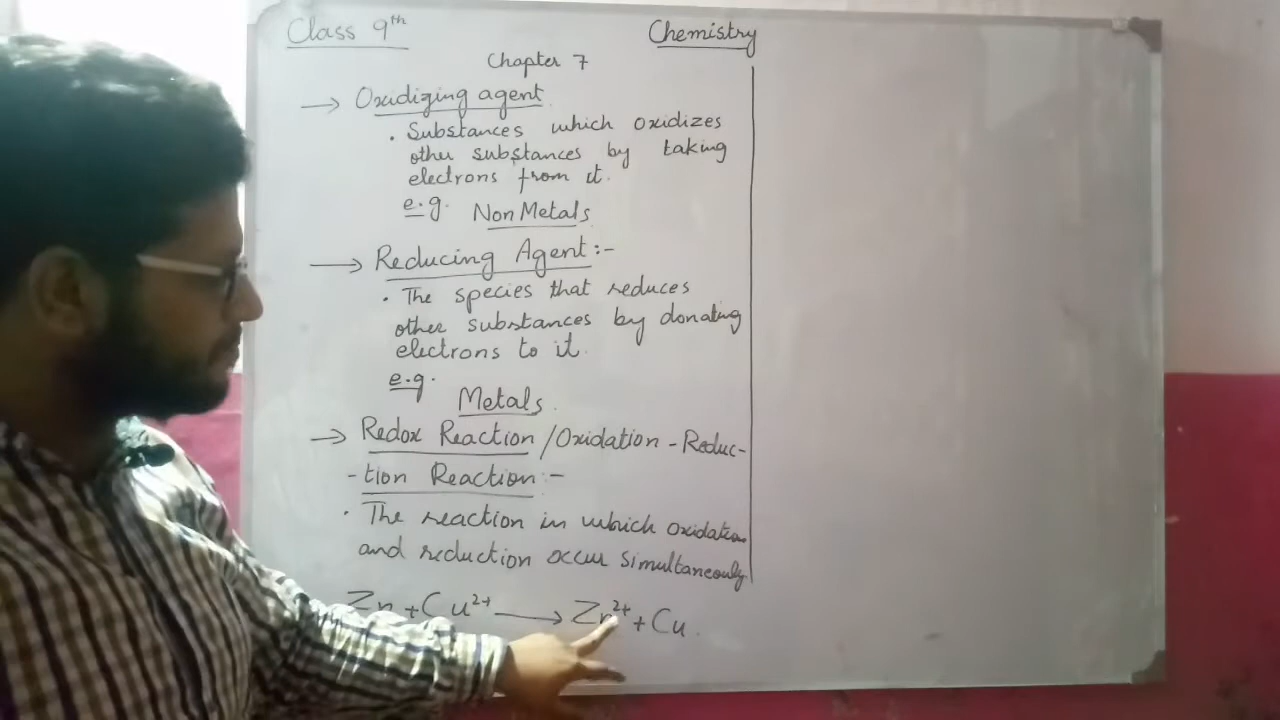 Class 9th
Chemistry
Chapter 7
→ Oxidizing agent
• Substances which oxidizes
other substances by taking
electrons from it.
e.g. Non Metals
→ Reducing Agent :-
• The species that reduces
other substances by donating
electrons to it.
e.g.
Metals.
→ Redox Reaction / Oxidation - Reduc-
-tion Reaction :-
• The reaction in which oxidation
and reduction occur simultaneously.
Zn + Cu²⁺ → Zn²⁺ + Cu.